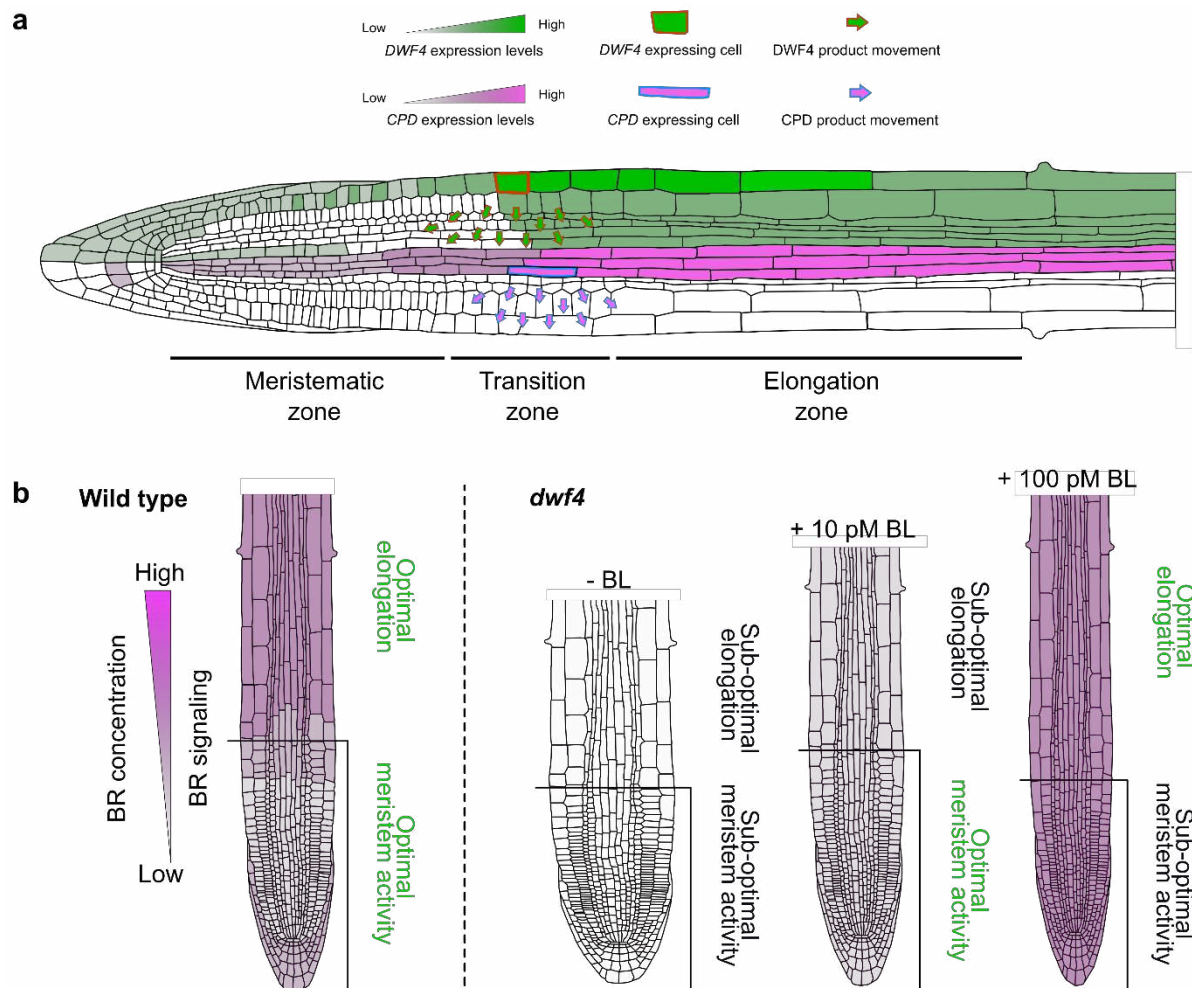 a
Low
High
DWF4 expression levels
DWF4 expressing cell
DWF4 product movement
Low
High
CPD expression levels
CPD expressing cell
CPD product movement
Meristematic
zone
Transition
zone
Elongation
zone
b
Wild type
High
BR concentration
BR signaling
Low
Optimal
elongation
Optimal
meristem activity
dwf4
- BL
Sub-optimal
elongation
Sub-optimal
meristem activity
+ 10 pM BL
Sub-optimal
elongation
Optimal
meristem activity
+ 100 pM BL
Optimal
elongation
Sub-optimal
meristem activity